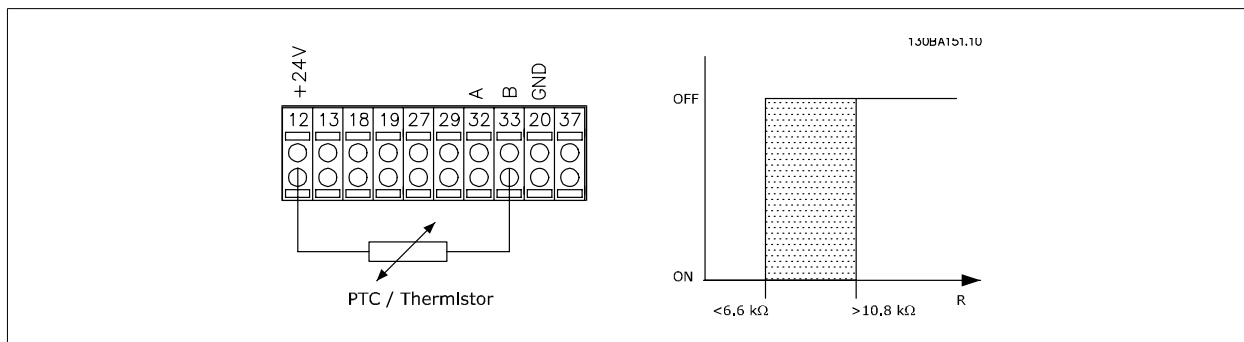 130BA151.10
+24V
A
B
GND
12 13 18 19 27 29 32 33 20 37
PTC / Thermistor
OFF
ON
<6.6 kΩ
>10.8 kΩ
R